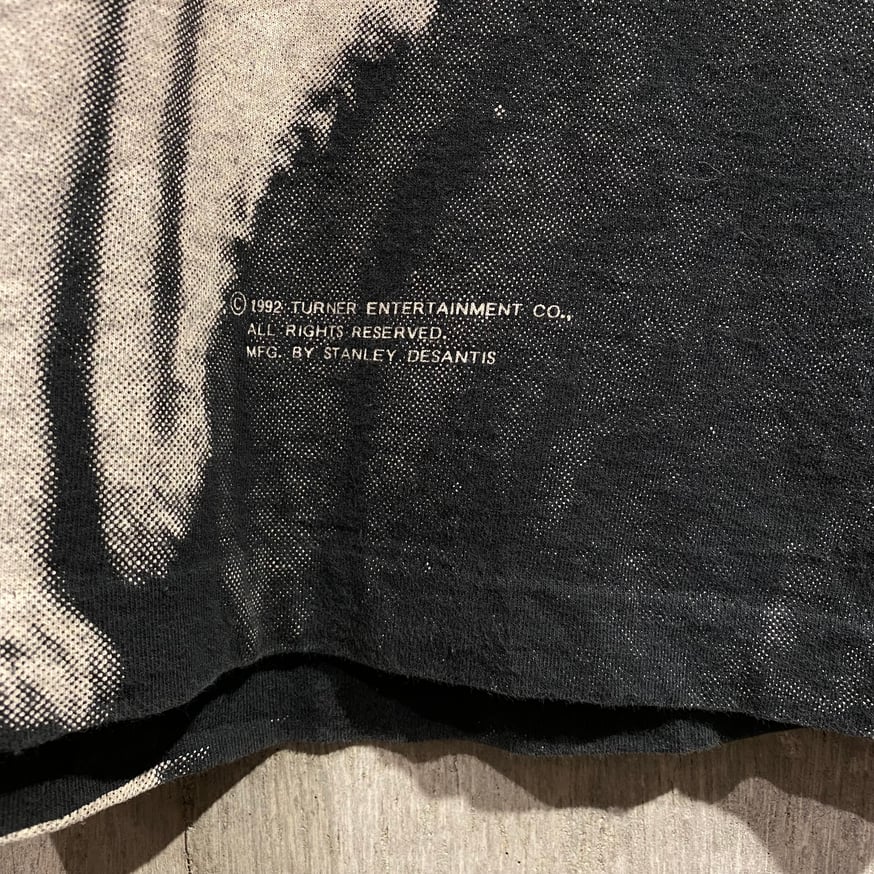 © 1992 TURNER ENTERTAINMENT CO.,
ALL RIGHTS RESERVED.
MFG. BY STANLEY DESANTIS